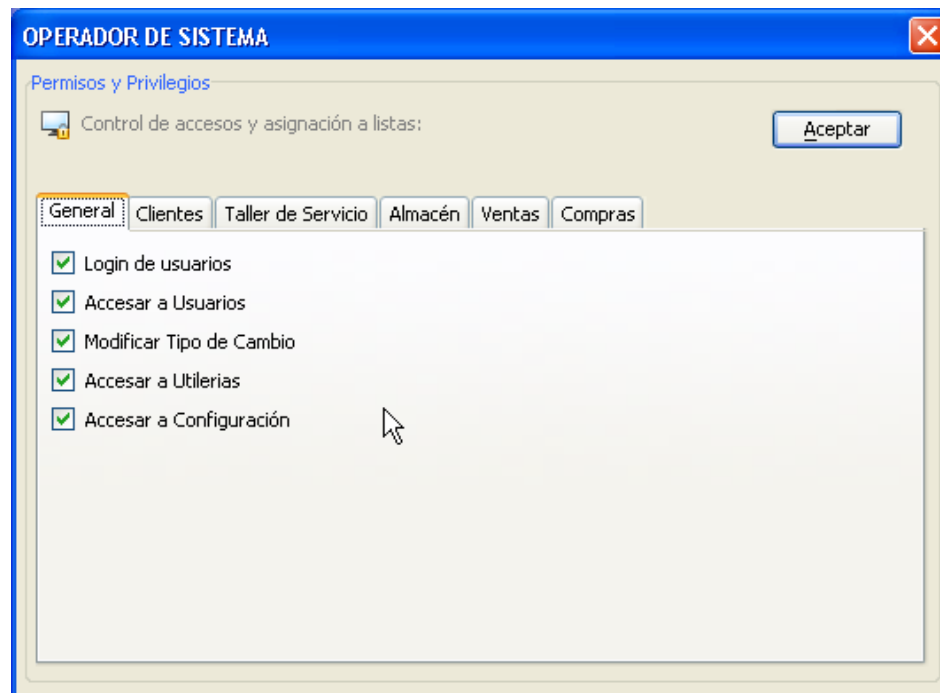 OPERADOR DE SISTEMA
Permisos y Privilegios
Control de accesos y asignación a listas:
Aceptar
General Clientes Taller de Servicio Almacén Ventas Compras
Login de usuarios
Accesar a Usuarios
Modificar Tipo de Cambio
Accesar a Utilerias
Accesar a Configuración